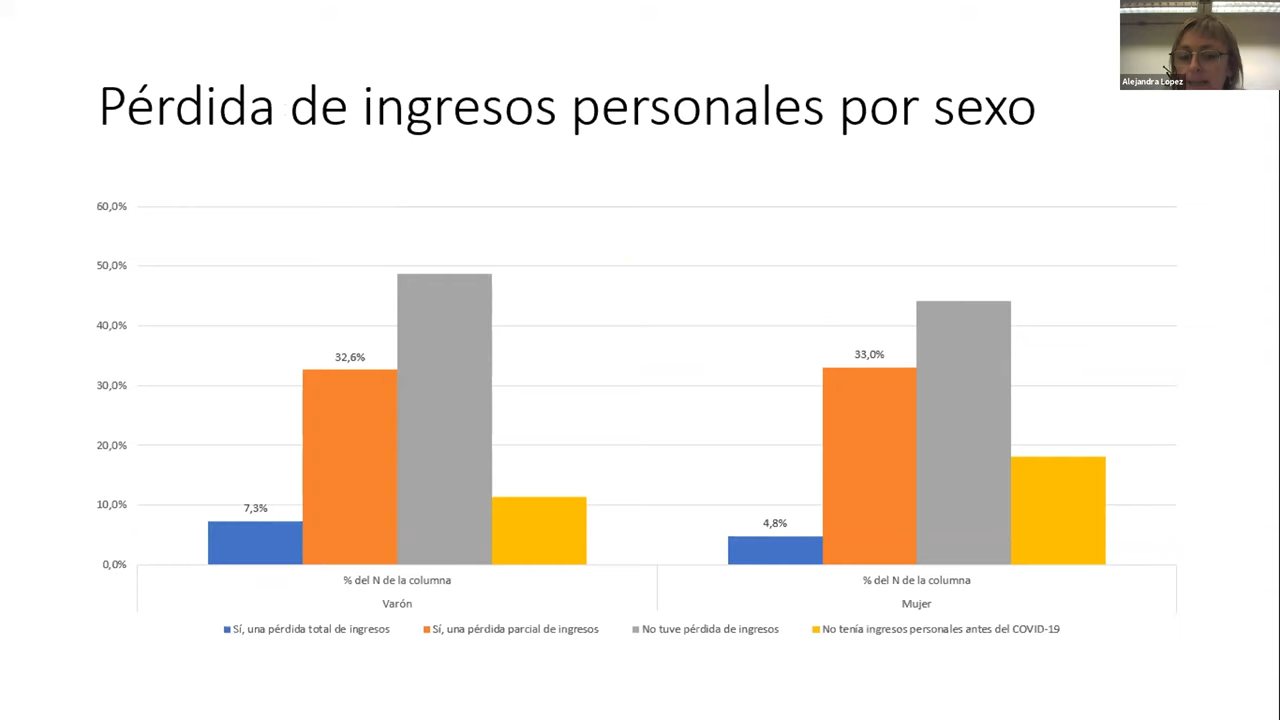 Alejandra Lopez
Pérdida de ingresos personales por sexo
60,0%
50,0%
40,0%
30,0%
20,0%
10,0%
0,0%
7,3%
32,6%
4,8%
33,0%
% del N de la columna
% del N de la columna
Varón
Mujer
Sí, una pérdida total de ingresos
Sí, una pérdida parcial de ingresos
No tuve pérdida de ingresos
No tenía ingresos personales antes del COVID-19